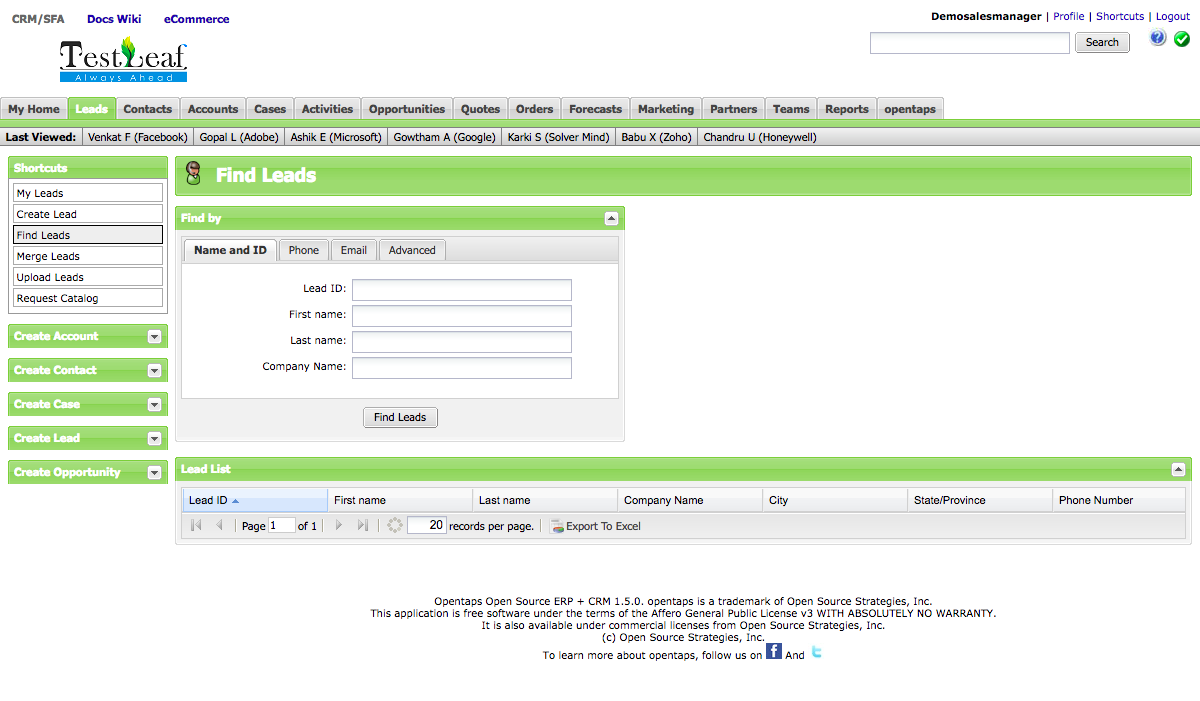 CRM/SFA Docs Wiki eCommerce
Demosalesmanager | Profile | Shortcuts | Logout
Search
TestLeaf
Always Ahead
My Home Leads Contacts Accounts Cases Activities Opportunities Quotes Orders Forecasts Marketing Partners Teams Reports opentaps
Last Viewed: Venkat F (Facebook) Gopal L (Adobe) Ashik E (Microsoft) Gowtham A (Google) Karki S (Solver Mind) Babu X (Zoho) Chandru U (Honeywell)
Shortcuts
My Leads
Create Lead
Find Leads
Merge Leads
Upload Leads
Request Catalog
Create Account
Create Contact
Create Case
Create Lead
Create Opportunity
Find Leads
Find by
Name and ID Phone Email Advanced
Lead ID:
First name:
Last name:
Company Name:
Find Leads
Lead List
Lead ID First name Last name Company Name City State/Province Phone Number
Page 1 of 1 20 records per page. Export To Excel
Opentaps Open Source ERP + CRM 1.5.0. opentaps is a trademark of Open Source Strategies, Inc.
This application is free software under the terms of the Affero General Public License v3 WITH ABSOLUTELY NO WARRANTY.
It is also available under commercial licenses from Open Source Strategies, Inc.
(c) Open Source Strategies, Inc.
To learn more about opentaps, follow us on f And t